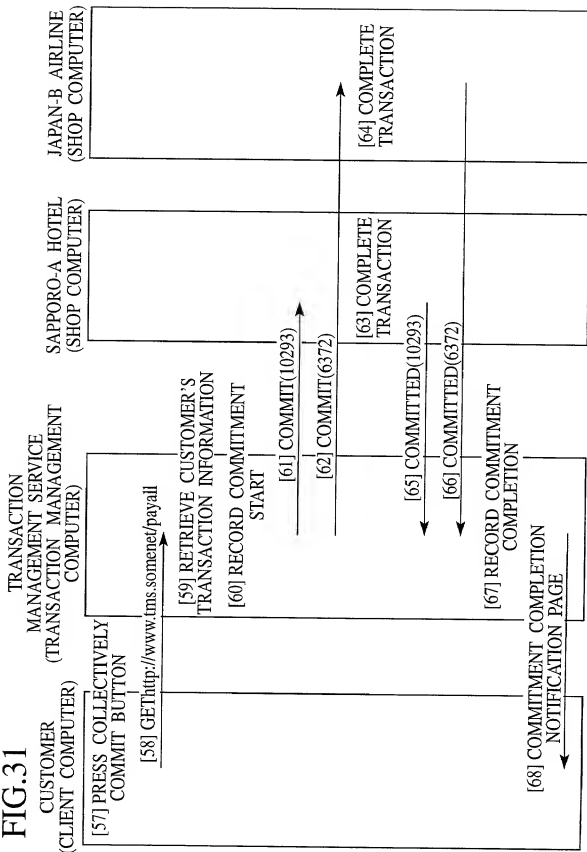 FIG.31
CUSTOMER
(CLIENT COMPUTER)
TRANSACTION
MANAGEMENT SERVICE
(TRANSACTION MANAGEMENT
COMPUTER)
SAPPORO-A HOTEL
(SHOP COMPUTER)
JAPAN-B AIRLINE
(SHOP COMPUTER)
[57] PRESS COLLECTIVELY
COMMIT BUTTON
[58] GEThttp://www.tms.somenet/payall
[59] RETRIEVE CUSTOMER'S
TRANSACTION INFORMATION
[60] RECORD COMMITMENT
START
[61] COMMIT(10293)
[62] COMMIT(6372)
[63] COMPLETE
TRANSACTION
[64] COMPLETE
TRANSACTION
[65] COMMITTED(10293)
[66] COMMITTED(6372)
[67] RECORD COMMITMENT
COMPLETION
[68] COMMITMENT COMPLETION
NOTIFICATION PAGE